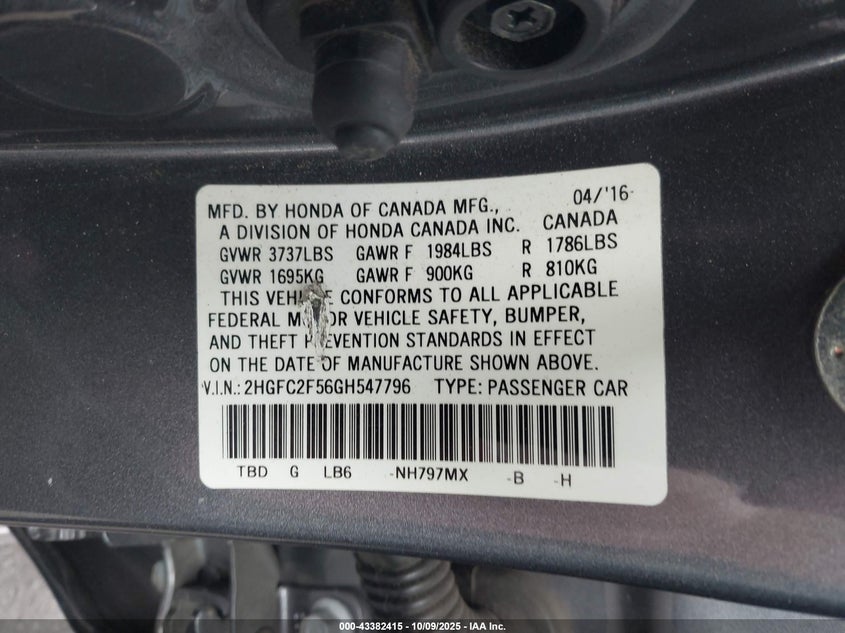 MFD. BY HONDA OF CANADA MFG., 04/'16
A DIVISION OF HONDA CANADA INC. CANADA
GVWR 3737LBS GAWR F 1984LBS R 1786LBS
GVWR 1695KG GAWR F 900KG R 810KG
THIS VEHICLE CONFORMS TO ALL APPLICABLE
FEDERAL MOTOR VEHICLE SAFETY, BUMPER,
AND THEFT PREVENTION STANDARDS IN EFFECT
ON THE DATE OF MANUFACTURE SHOWN ABOVE.
V.I.N.: 2HGFC2F56GH547796 TYPE: PASSENGER CAR
TBD G LB6 -NH797MX -B -H
000-43382415 - 10/09/2025 - IAA Inc.